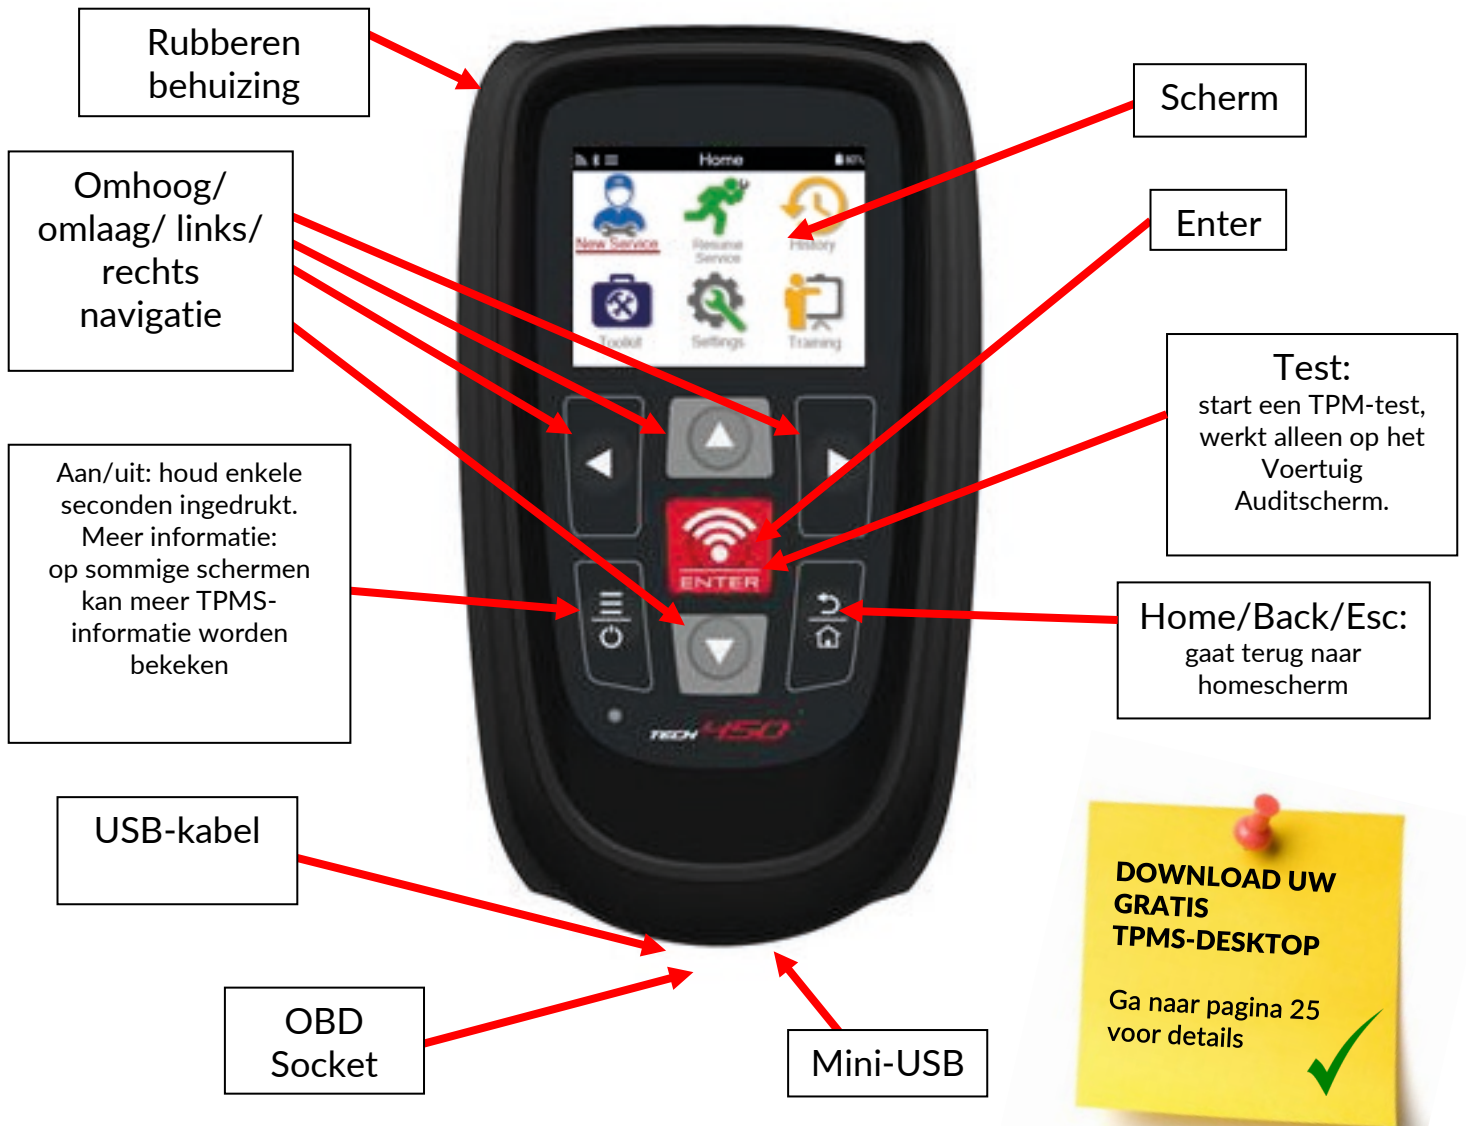 Rubberen
behuizing
Scherm
Omhoog/
omlaag/ links/
rechts
navigatie
Enter
Home
80%
New Service
Resume
Service
History
Toolkit
Settings
Training
Test:
start een TPM-test,
werkt alleen op het
Voertuig
Auditscherm.
Aan/uit: houd enkele
seconden ingedrukt.
Meer informatie:
op sommige schermen
kan meer TPMS-
informatie worden
bekeken
ENTER
Home/Back/Esc:
gaat terug naar
homescherm
TECH450
USB-kabel
DOWNLOAD UW
GRATIS
TPMS-DESKTOP
Ga naar pagina 25
voor details
OBD
Socket
Mini-USB